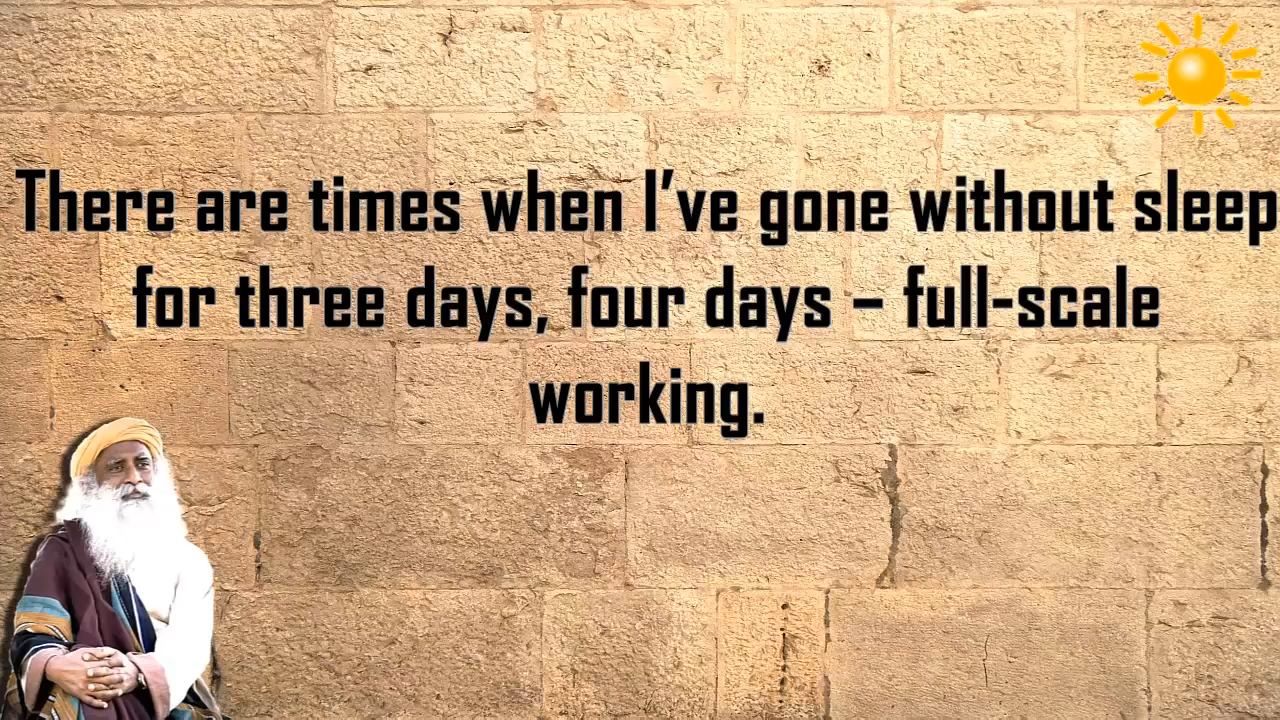 There are times when I’ve gone without sleep
for three days, four days – full-scale
working.